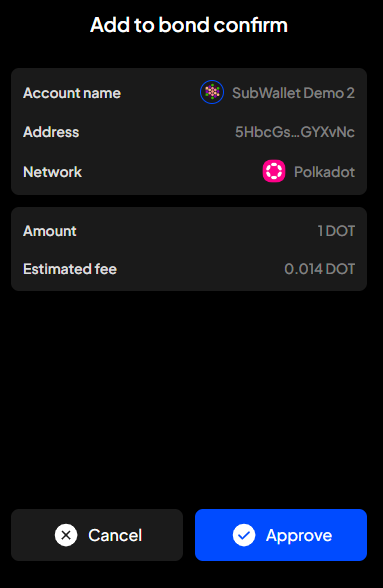 Add to bond confirm
Account name SubWallet Demo 2
Address 5HbcGs...GYXvNc
Network Polkadot
Amount 1 DOT
Estimated fee 0.014 DOT
Cancel Approve